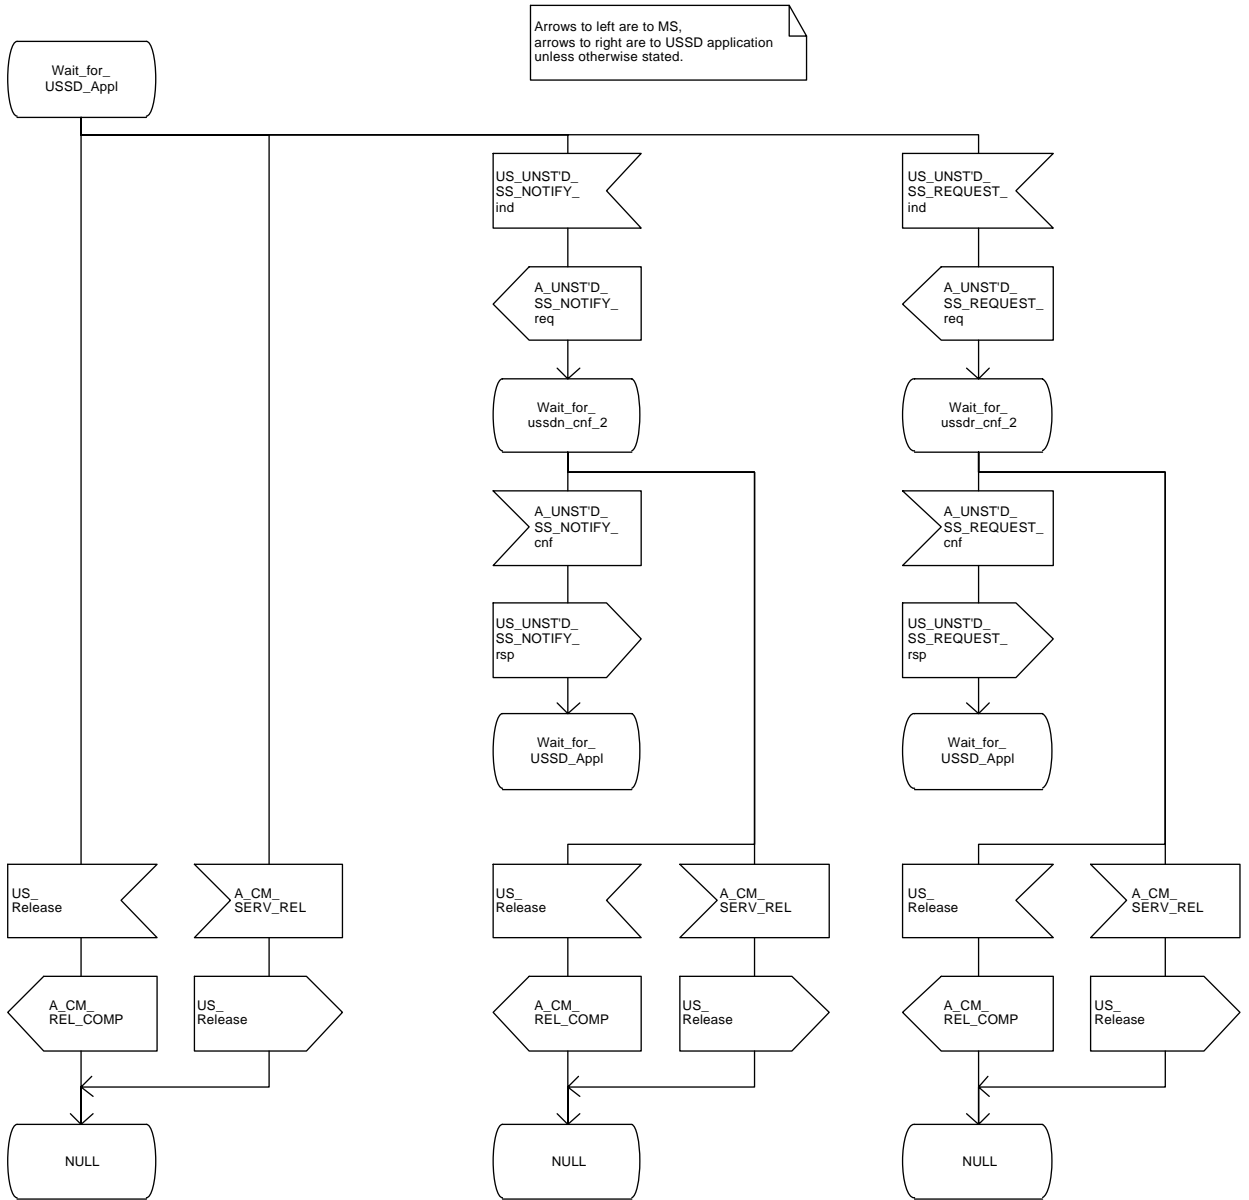 Arrows to left are to MS,
arrows to right are to USSD application
unless otherwise stated.
Wait_for_
USSD_Appl
US_UNST'D_
SS_NOTIFY_
ind
US_UNST'D_
SS_REQUEST_
ind
A_UNST'D_
SS_NOTIFY_
req
A_UNST'D_
SS_REQUEST_
req
Wait_for_
ussdn_cnf_2
Wait_for_
ussdr_cnf_2
A_UNST'D_
SS_NOTIFY_
cnf
A_UNST'D_
SS_REQUEST_
cnf
US_UNST'D_
SS_NOTIFY_
rsp
US_UNST'D_
SS_REQUEST_
rsp
Wait_for_
USSD_Appl
Wait_for_
USSD_Appl
US_
Release
A_CM_
SERV_REL
US_
Release
A_CM_
SERV_REL
US_
Release
A_CM_
SERV_REL
A_CM_
REL_COMP
US_
Release
A_CM_
REL_COMP
US_
Release
A_CM_
REL_COMP
US_
Release
NULL
NULL
NULL